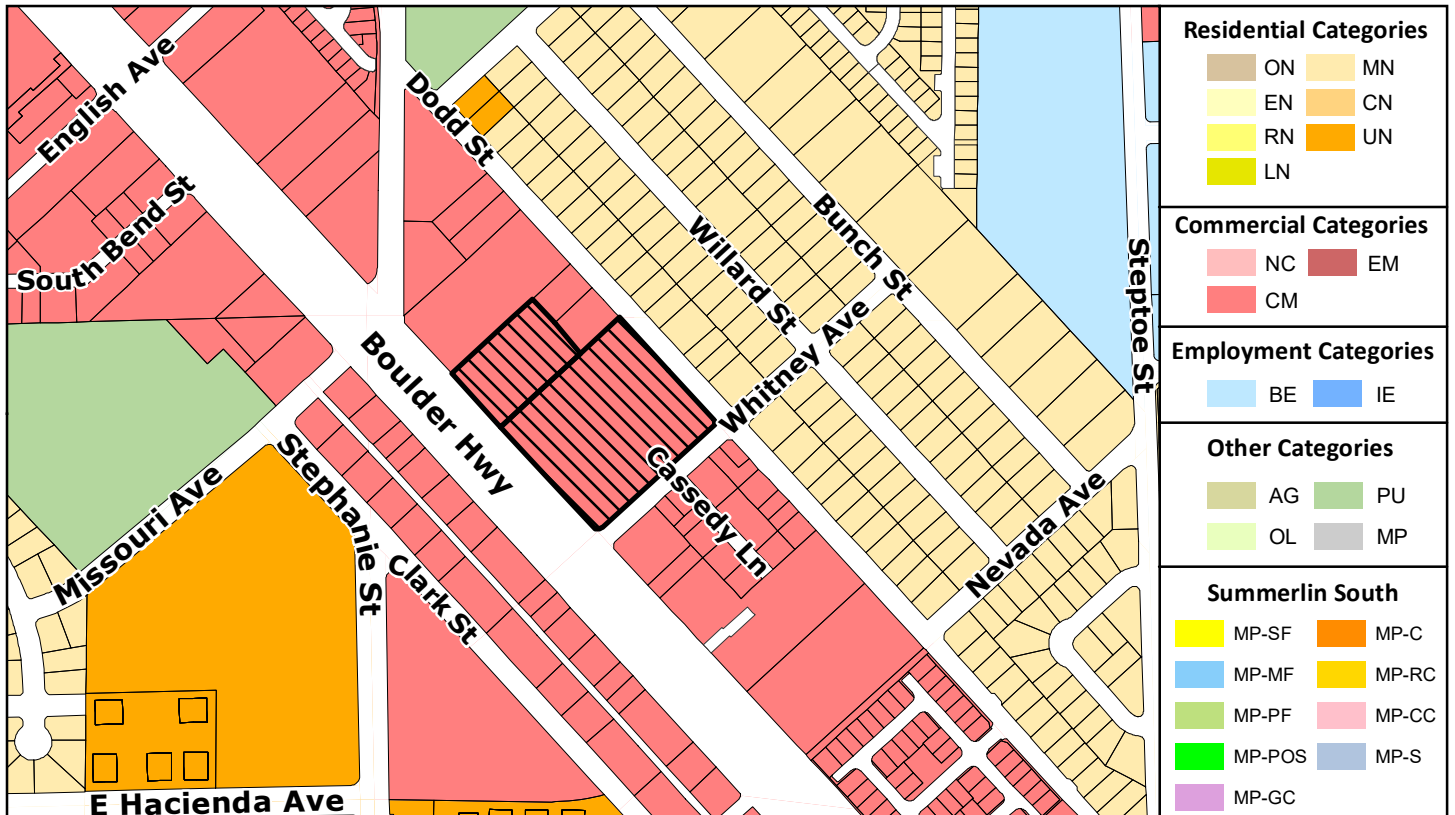 English Ave
South Bend St
Dodd St
Willard St
Bunch St
Steptoe St
Whitney Ave
Boulder Hwy
Cassedy Ln
Nevada Ave
Missouri Ave
Stephanie St
Clark St
E Hacienda Ave
Residential Categories
ON MN
EN CN
RN UN
LN
Commercial Categories
NC EM
CM
Employment Categories
BE IE
Other Categories
AG PU
OL MP
Summerlin South
MP-SF MP-C
MP-MF MP-RC
MP-PF MP-CC
MP-POS MP-S
MP-GC